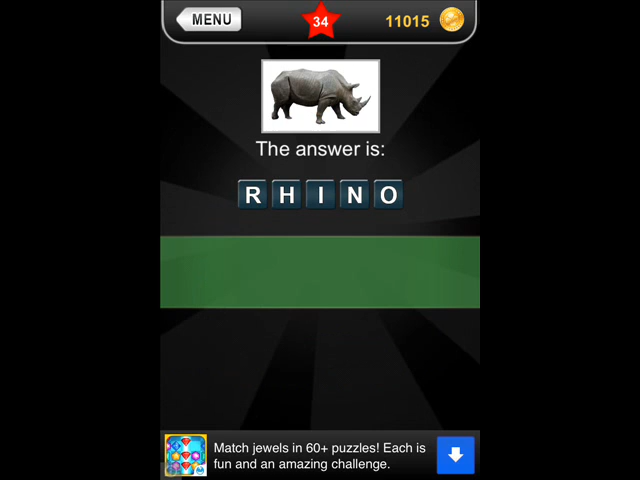 MENU
34
11015
The answer is:
RHINO
Match jewels in 60+ puzzles! Each is
fun and an amazing challenge.